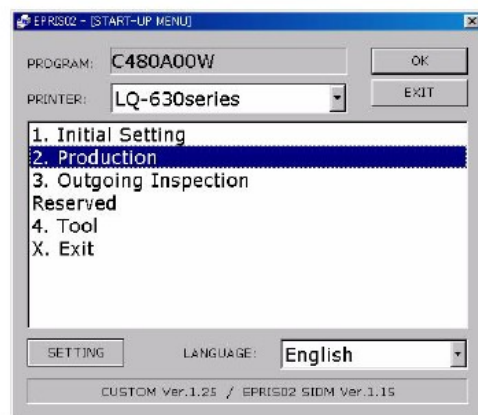 EPRIS02 - [START-UP MENU]
PROGRAM: C480A00W OK
PRINTER: LQ-630series EXIT
1. Initial Setting
2. Production
3. Outgoing Inspection
Reserved
4. Tool
X. Exit
SETTING LANGUAGE: English
CUSTOM Ver.1.25 / EPRIS02 SIDM Ver.1.15